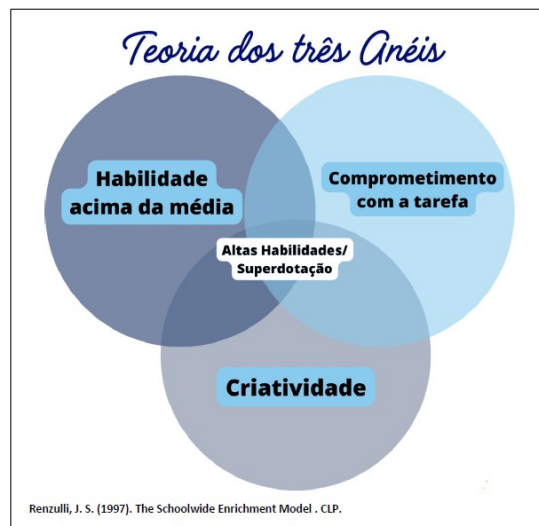 Teoria dos três Anéis
Habilidade
acima da média
Comprometimento
com a tarefa
Altas Habilidades/
Superdotação
Criatividade
Renzulli, J. S. (1997). The Schoolwide Enrichment Model . CLP.